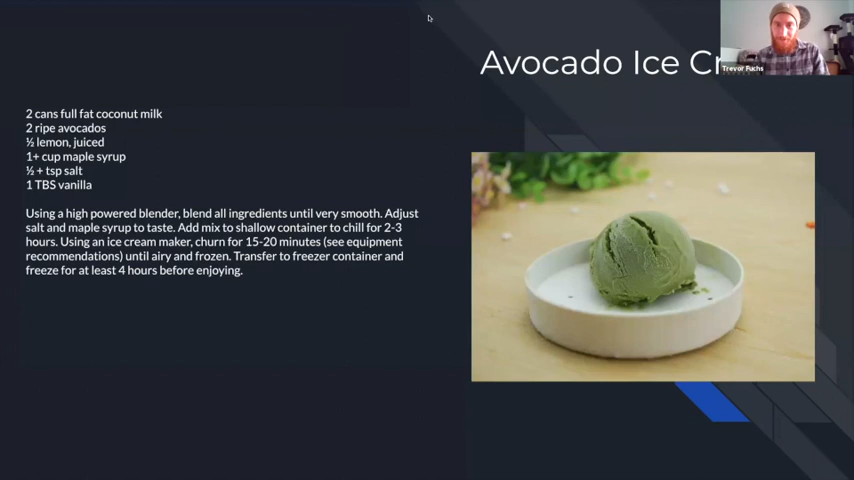 Avocado Ice Cr
Trevor Fuchs
2 cans full fat coconut milk
2 ripe avocados
½ lemon, juiced
1+ cup maple syrup
½ + tsp salt
1 TBS vanilla
Using a high powered blender, blend all ingredients until very smooth. Adjust
salt and maple syrup to taste. Add mix to shallow container to chill for 2-3
hours. Using an ice cream maker, churn for 15-20 minutes (see equipment
recommendations) until airy and frozen. Transfer to freezer container and
freeze for at least 4 hours before enjoying.